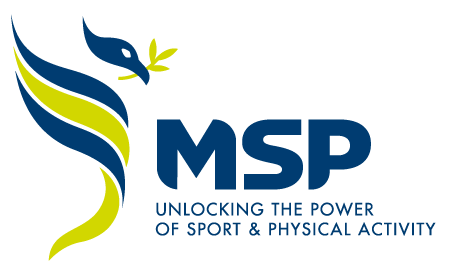 MSP
UNLOCKING THE POWER
OF SPORT & PHYSICAL ACTIVITY